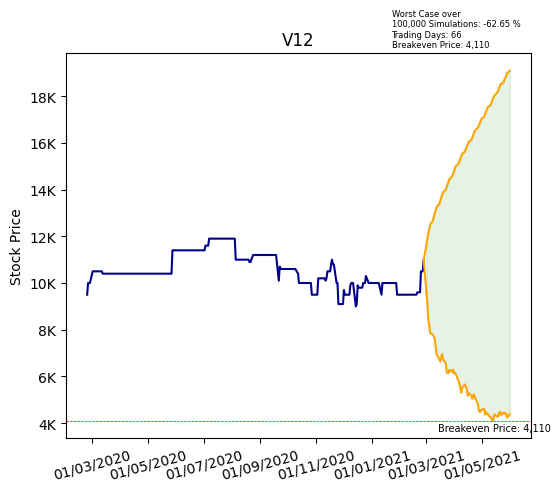 Worst Case over
100,000 Simulations: -62.65 %
Trading Days: 66
Breakeven Price: 4,110
V12
Stock Price
18K
16K
14K
12K
10K
8K
6K
4K
Breakeven Price: 4,110
01/03/2020
01/05/2020
01/07/2020
01/09/2020
01/11/2020
01/01/2021
01/03/2021
01/05/2021